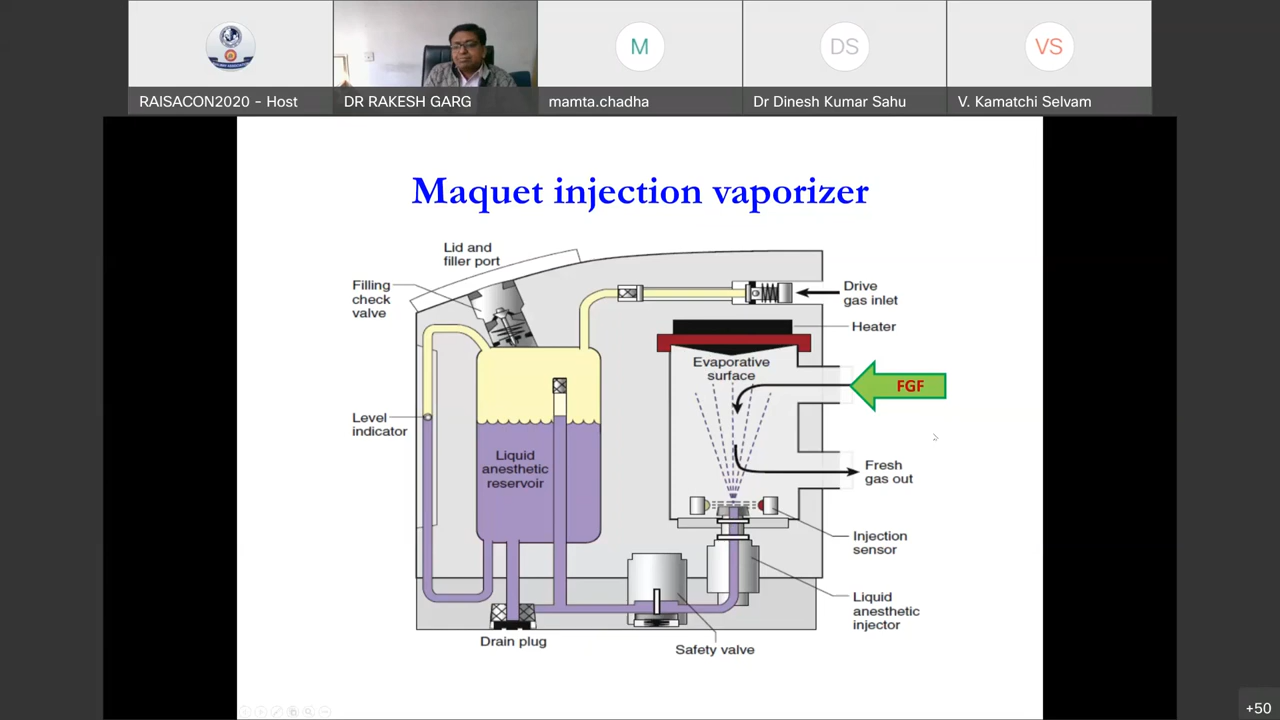 M
DS
VS
RAISACON2020 - Host
DR RAKESH GARG
mamta.chadha
Dr Dinesh Kumar Sahu
V. Kamatchi Selvam
Maquet injection vaporizer
Lid and
filler port
Filling
check
valve
Drive
gas inlet
Heater
Evaporative
surface
FGF
Level
indicator
Liquid
anesthetic
reservoir
Fresh
gas out
Injection
sensor
Liquid
anesthetic
injector
Drain plug
Safety valve
+50